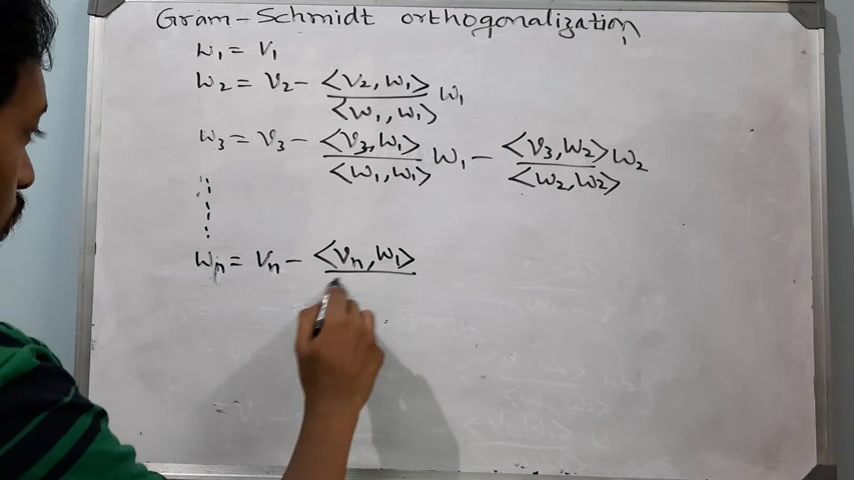 Gram-Schmidt orthogonalization
w₁ = v₁
w₂ = v₂ - <v₂, w₁> / <w₁, w₁> w₁
w₃ = v₃ - <v₃, w₁> / <w₁, w₁> w₁ - <v₃, w₂> / <w₂, w₂> w₂
wₙ = vₙ - <vₙ, w₁>